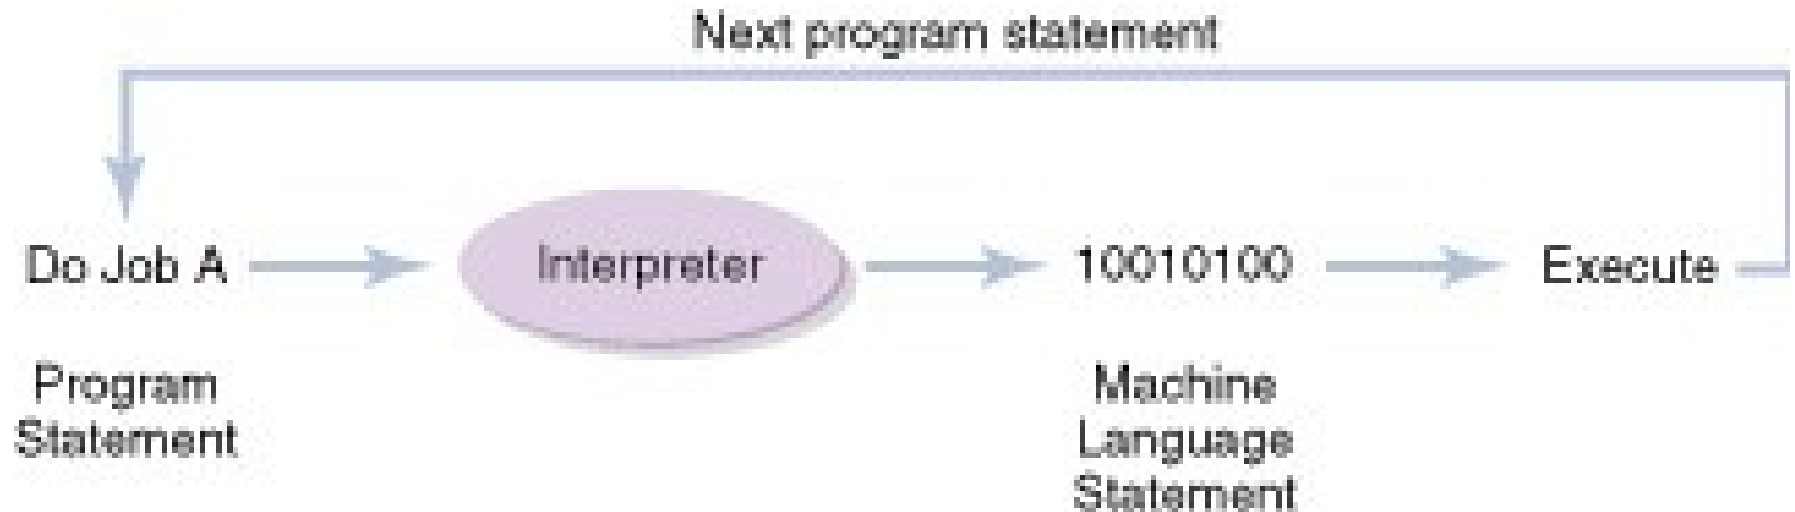 Next program statement
Do Job A
Interpreter
10010100
Execute
Program
Statement
Machine
Language
Statement